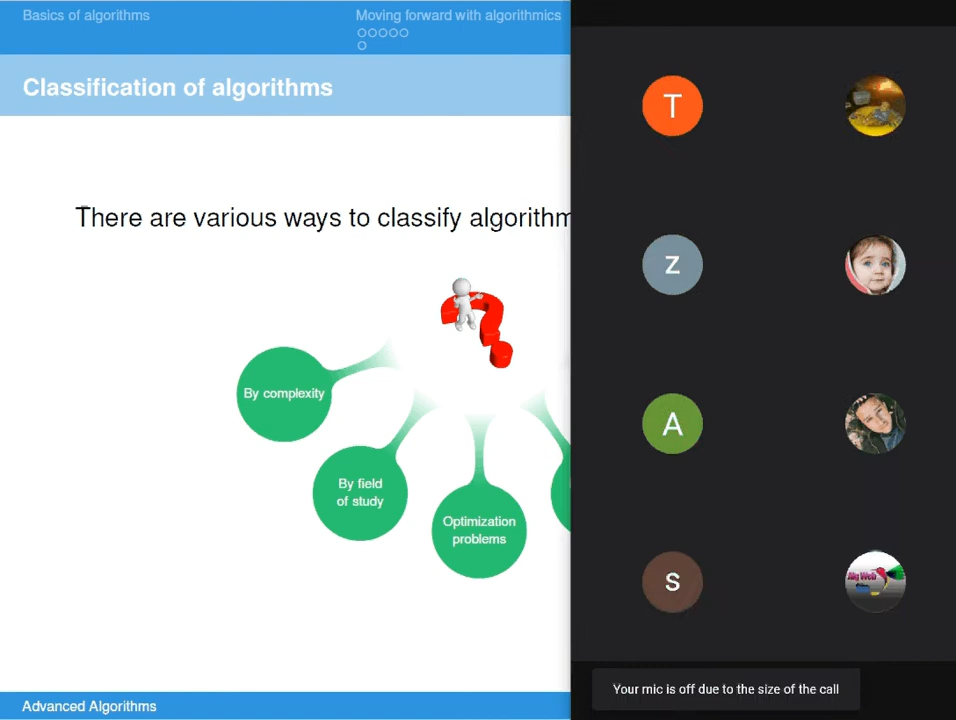 Basics of algorithms
Moving forward with algorithmics
Classification of algorithms
There are various ways to classify algorithm
By complexity
By field
of study
Optimization
problems
Advanced Algorithms
T
z
A
s
Your mic is off due to the size of the call